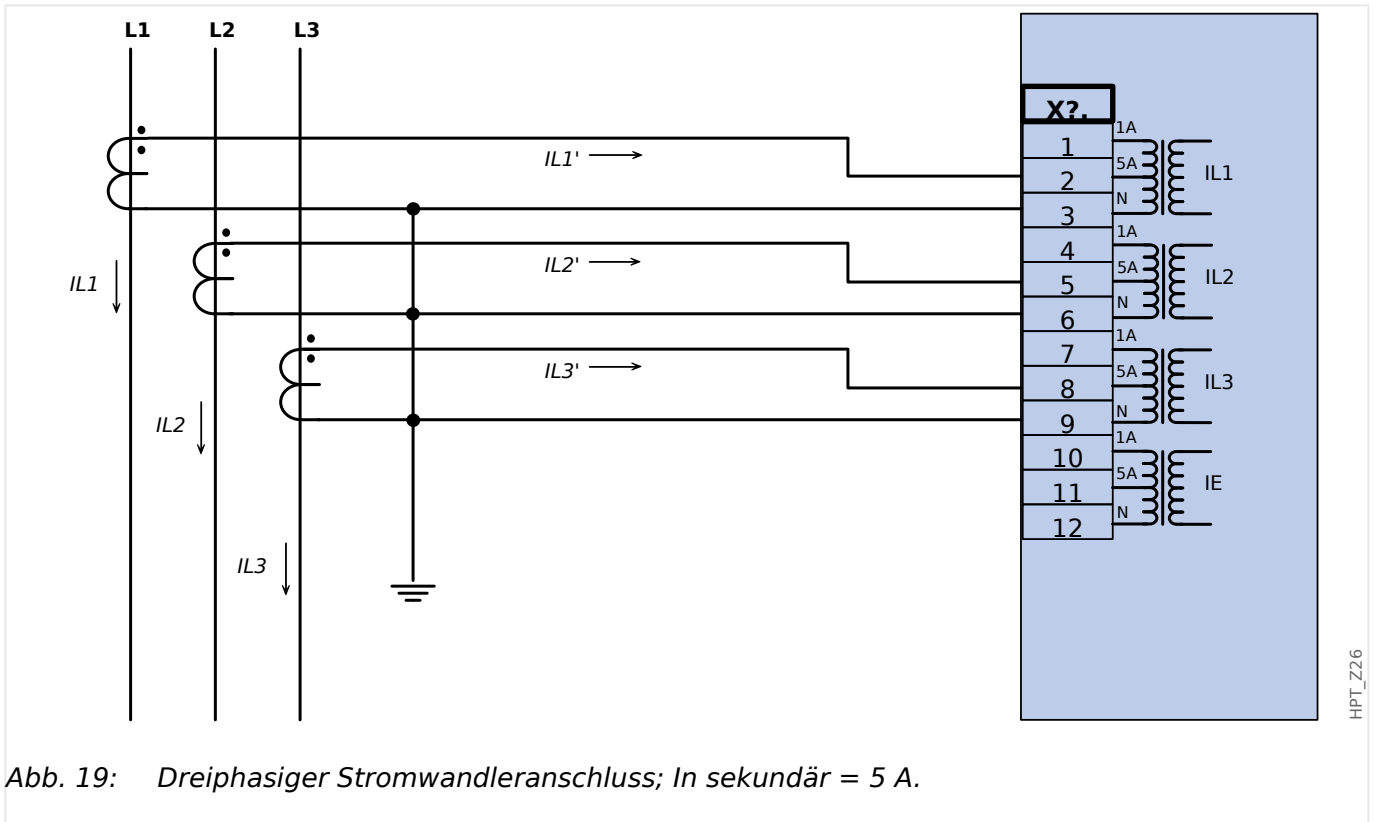 L1 L2 L3
X?.
1A
1
IL1'
5A
IL1
2
N
3
1A
4
IL2'
5A
IL2
IL1
5
N
6
1A
7
IL3'
5A
IL3
8
N
IL2
9
1A
10
5A
IE
11
N
12
IL3
HPT_Z26
Abb. 19: Dreiphasiger Stromwandleranschluss; In sekundär = 5 A.